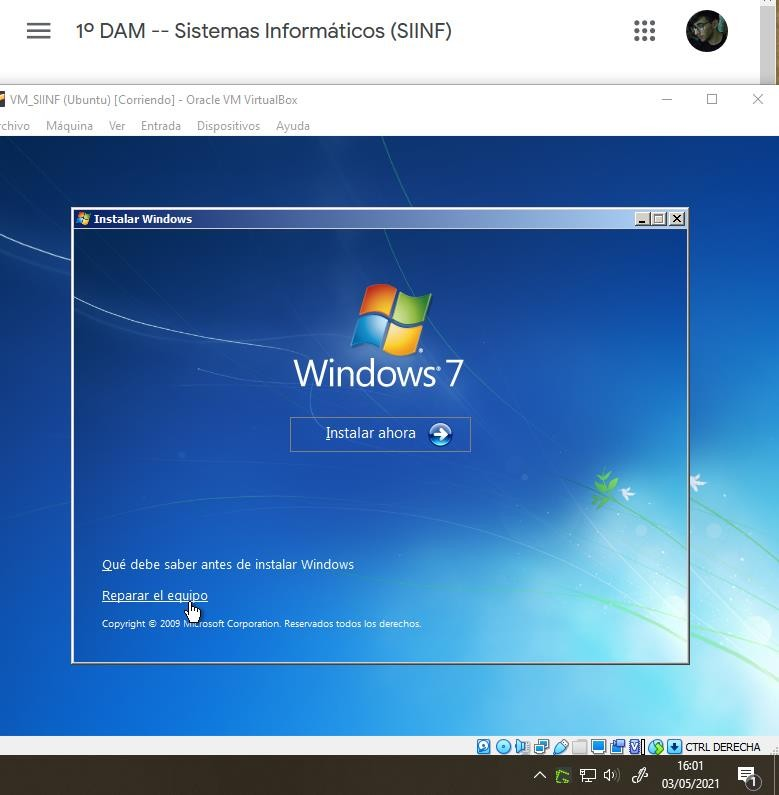 1º DAM -- Sistemas Informáticos (SIINF)
VM_SIINF (Ubuntu) [Corriendo] - Oracle VM VirtualBox
rchivo Máquina Ver Entrada Dispositivos Ayuda
Instalar Windows
Windows 7
Instalar ahora
Qué debe saber antes de instalar Windows
Reparar el equipo
Copyright © 2009 Microsoft Corporation. Reservados todos los derechos.
CTRL DERECHA
16:01
03/05/2021
1